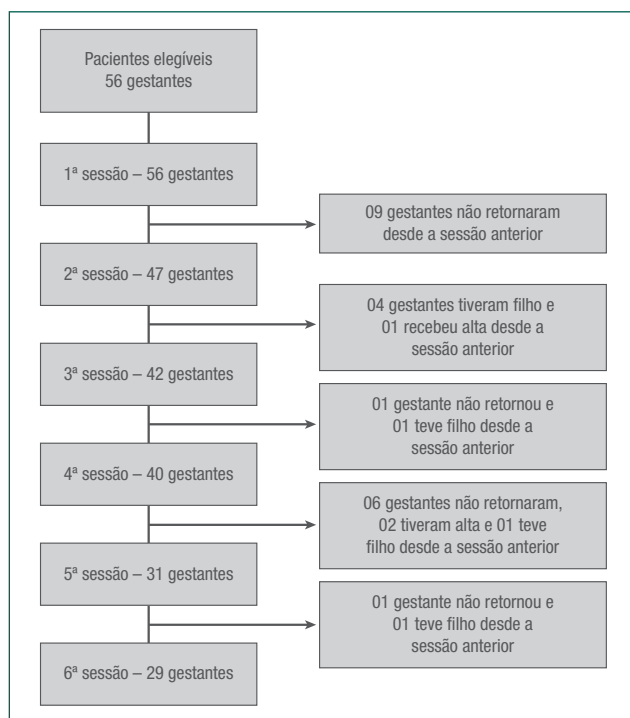 Pacientes elegíveis
56 gestantes
1ª sessão – 56 gestantes
09 gestantes não retornaram
desde a sessão anterior
2ª sessão – 47 gestantes
04 gestantes tiveram filho e
01 recebeu alta desde a
sessão anterior
3ª sessão – 42 gestantes
01 gestante não retornou e
01 teve filho desde a
sessão anterior
4ª sessão – 40 gestantes
06 gestantes não retornaram,
02 tiveram alta e 01 teve
filho desde a sessão anterior
5ª sessão – 31 gestantes
01 gestante não retornou e
01 teve filho desde a
sessão anterior
6ª sessão – 29 gestantes